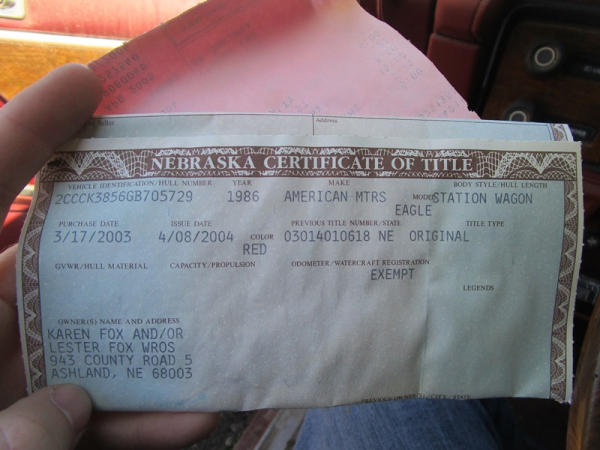 Address
NEBRASKA CERTIFICATE OF TITLE
VEHICLE IDENTIFICATION/HULL NUMBER YEAR MAKE BODY STYLE/HULL LENGTH
2CCCK3856GB705729 1986 AMERICAN MTRS MODEL STATION WAGON
EAGLE
PURCHASE DATE ISSUE DATE PREVIOUS TITLE NUMBER/STATE TITLE TYPE
3/17/2003 4/08/2004 COLOR 03014010618 NE ORIGINAL
RED
GVWR/HULL MATERIAL CAPACITY/PROPULSION ODOMETER/WATERCRAFT REGISTRATION
EXEMPT
LEGENDS
OWNER(S) NAME AND ADDRESS
KAREN FOX AND/OR
LESTER FOX WROS
943 COUNTY ROAD 5
ASHLAND, NE 68003